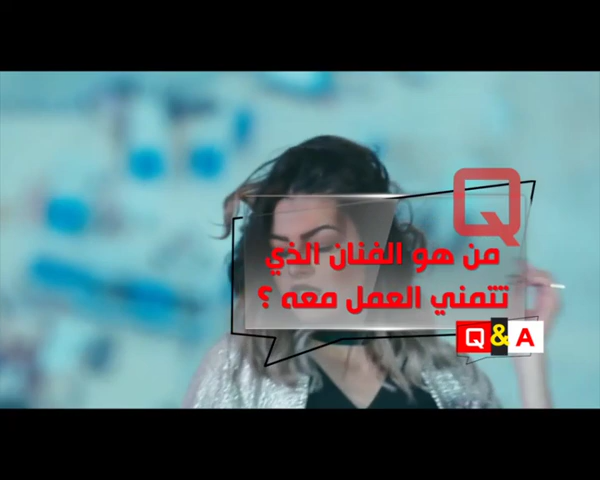 Q
من هو الفنان الذي
تتمني العمل معه ؟
Q & A